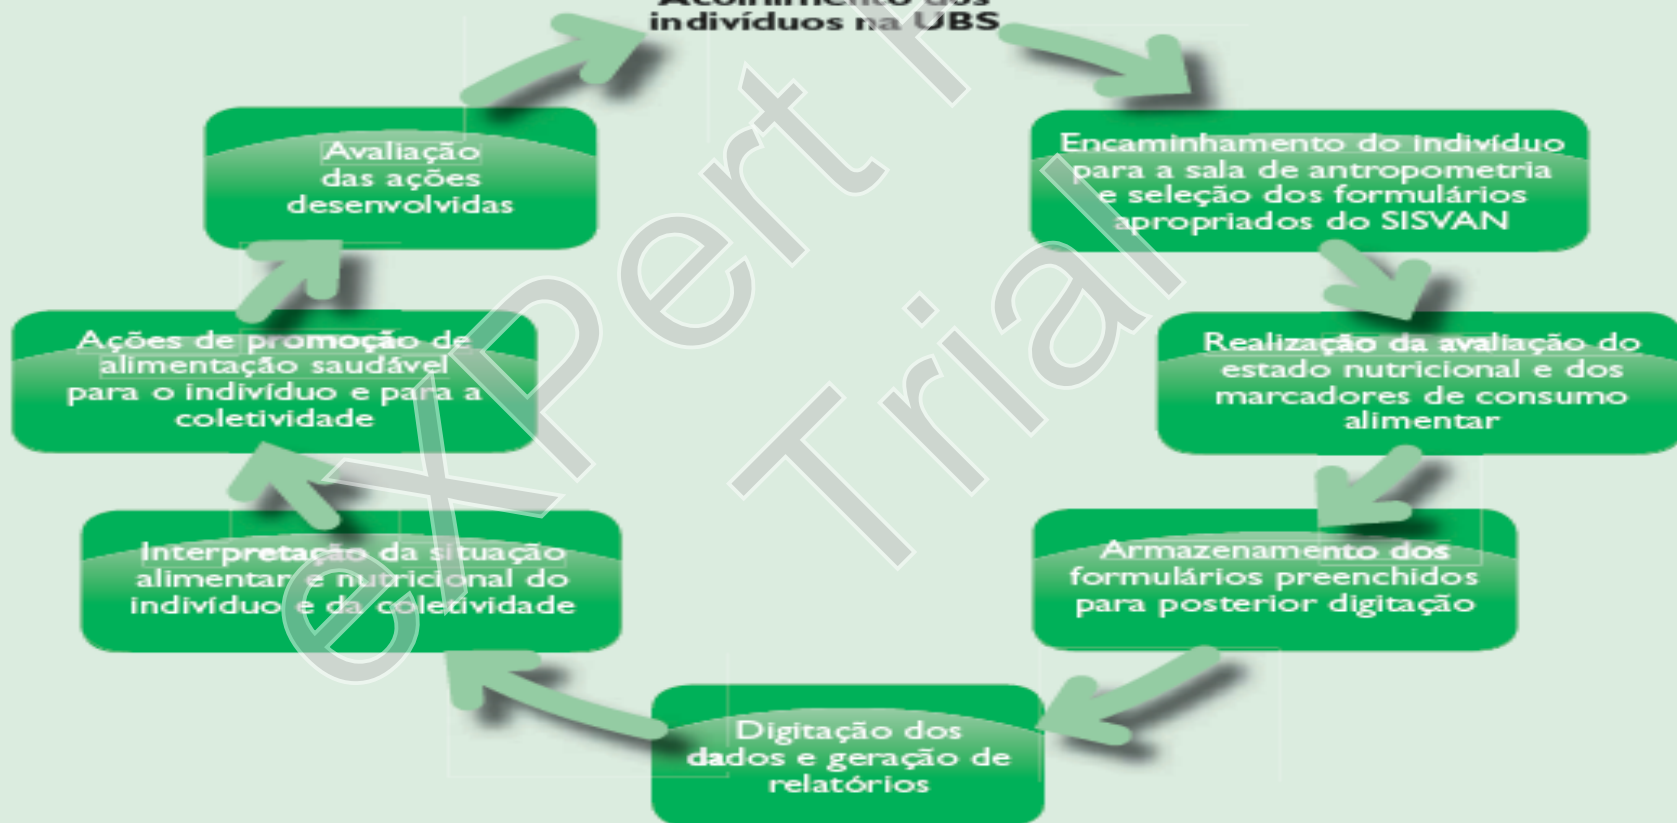 Acolhimento dos
indivíduos na UBS
Encaminhamento do indivíduo
para a sala de antropometria
e seleção dos formulários
apropriados do SISVAN
Realização da avaliação do
estado nutricional e dos
marcadores de consumo
alimentar
Armazenamento dos
formulários preenchidos
para posterior digitação
Digitação dos
dados e geração de
relatórios
Interpretação da situação
alimentar e nutricional do
indivíduo e da coletividade
Ações de promoção de
alimentação saudável
para o indivíduo e para a
coletividade
Avaliação
das ações
desenvolvidas
eXPert
Trial